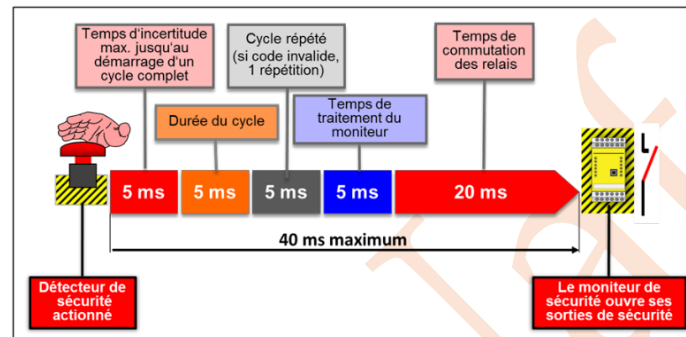 Temps d'incertitude
max. jusqu'au
démarrage d'un
cycle complet
Cycle répété
(si code invalide,
1 répétition)
Temps de
commutation
des relais
Durée du cycle
Temps de
traitement du
moniteur
5 ms
5 ms
5 ms
5 ms
20 ms
40 ms maximum
Détecteur de
sécurité
actionné
Le moniteur de
sécurité ouvre ses
sorties de sécurité